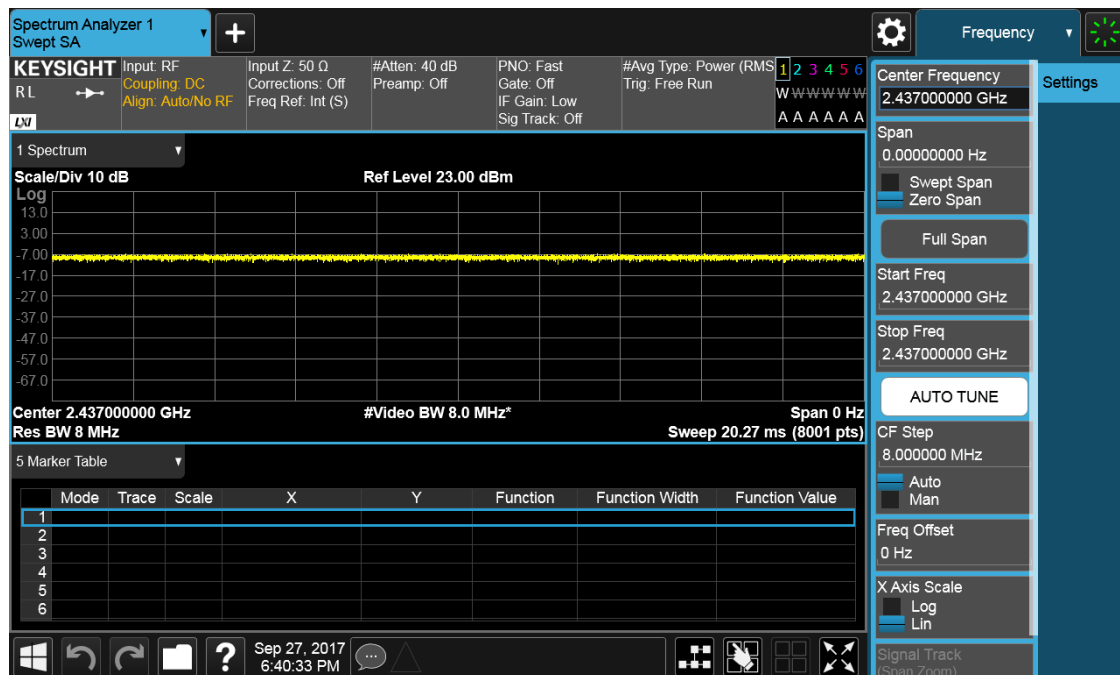 Spectrum Analyzer 1
Swept SA
+
Frequency
KEYSIGHT
RL
LXI
Input: RF
Coupling: DC
Align: Auto/No RF
Input Z: 50 Ω
Corrections: Off
Freq Ref: Int (S)
#Atten: 40 dB
Preamp: Off
PNO: Fast
Gate: Off
IF Gain: Low
Sig Track: Off
#Avg Type: Power (RMS
Trig: Free Run
1 2 3 4 5 6
W W W W W W
A A A A A A
1 Spectrum
Scale/Div 10 dB
Ref Level 23.00 dBm
Log
13.0
3.00
-7.00
-17.0
-27.0
-37.0
-47.0
-57.0
-67.0
Center 2.437000000 GHz
#Video BW 8.0 MHz*
Span 0 Hz
Res BW 8 MHz
Sweep 20.27 ms (8001 pts)
5 Marker Table
Mode Trace Scale X Y Function Function Width Function Value
1
2
3
4
5
6
?
Sep 27, 2017
6:40:33 PM
Center Frequency
2.437000000 GHz
Span
0.00000000 Hz
Swept Span
Zero Span
Full Span
Start Freq
2.437000000 GHz
Stop Freq
2.437000000 GHz
AUTO TUNE
CF Step
8.000000 MHz
Auto
Man
Freq Offset
0 Hz
X Axis Scale
Log
Lin
Signal Track
(Span Zoom)
Settings